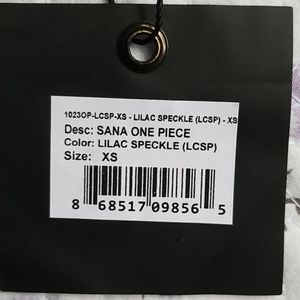 1023OP-LCSP-XS - LILAC SPECKLE (LCSP) - XS
Desc: SANA ONE PIECE
Color: LILAC SPECKLE (LCSP)
Size: XS
8 68517 09856 5